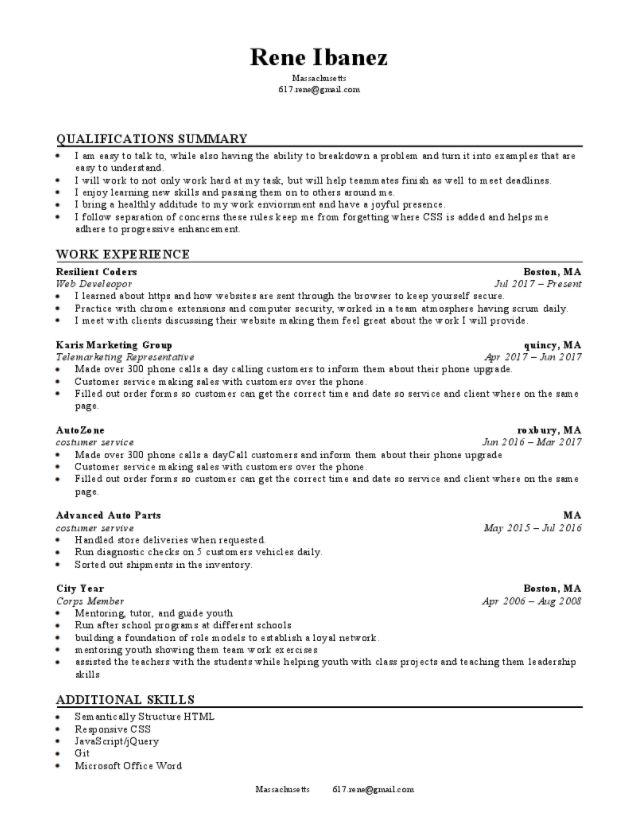 Rene Ibanez
Massachusetts
617.rene@gmail.com
QUALIFICATIONS SUMMARY
• I am easy to talk to, while also having the ability to breakdown a problem and turn it into examples that are
easy to understand.
• I will work to not only work hard at my task, but will help teammates finish as well to meet deadlines.
• I enjoy learning new skills and passing them on to others around me.
• I bring a healthly additude to my work enviornment and have a joyful presence.
• I follow separation of concerns these rules keep me from forgetting where CSS is added and helps me
adhere to progressive enhancement.
WORK EXPERIENCE
Resilient Coders Boston, MA
Web Develeopor Jul 2017 – Present
• I learned about https and how websites are sent through the browser to keep yourself secure.
• Practice with chrome extensions and computer security, worked in a team atmosphere having scrum daily.
• I meet with clients discussing their website making them feel great about the work I will provide.
Karis Marketing Group quincy, MA
Telemarketing Representative Apr 2017 – Jun 2017
• Made over 300 phone calls a day calling customers to inform them about their phone upgrade.
• Customer service making sales with customers over the phone.
• Filled out order forms so customer can get the correct time and date so service and client where on the same
page.
AutoZone roxbury, MA
costumer service Jun 2016 – Mar 2017
• Made over 300 phone calls a dayCall customers and inform them about their phone upgrade
• Customer service making sales with customers over the phone.
• Filled out order forms so customer can get the correct time and date so service and client where on the same
page.
Advanced Auto Parts MA
costumer servive May 2015 – Jul 2016
• Handled store deliveries when requested.
• Run diagnostic checks on 5 customers vehicles daily.
• Sorted out shipments in the inventory.
City Year Boston, MA
Corps Member Apr 2006 – Aug 2008
• Mentoring, tutor, and guide youth
• Run after school programs at different schools
• building a foundation of role models to establish a loyal network.
• mentoring youth showing them team work exercises
• assisted the teachers with the students while helping youth with class projects and teaching them leadership
skills
ADDITIONAL SKILLS
• Semantically Structure HTML
• Responsive CSS
• JavaScript/jQuery
• Git
• Microsoft Office Word
Massachusetts 617.rene@gmail.com